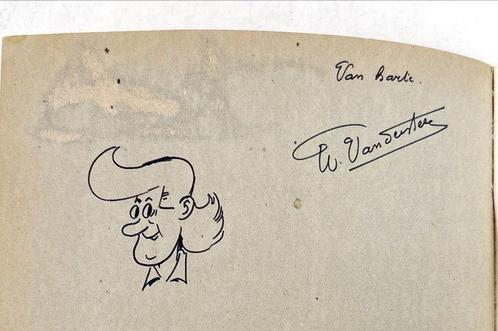 Van harte.
W. Vandersteen